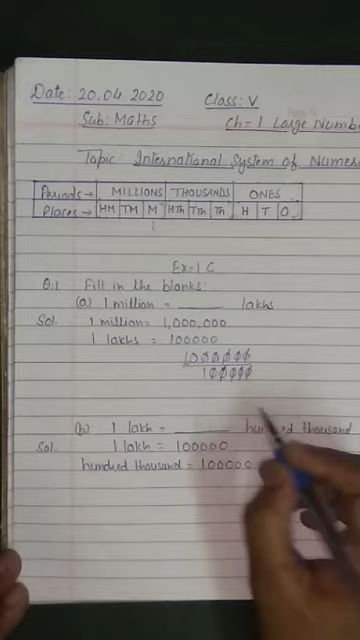 Date: 20.04.2020 Class: V
Sub: Maths Ch= 1 Large Numbe
Topic: International System of Numer
Periods → MILLIONS THOUSANDS ONES
Places → HM TM M HTh TTh Th H T O
Ex=1 C
Q.1 Fill in the blanks:
(a) 1 million = ______ lakhs
Sol: 1 million = 1,000,000
1 lakhs = 100000
1000000
100000
(b) 1 lakh = ______ hundred thousand
Sol: 1 lakh = 100000
hundred thousand = 100000